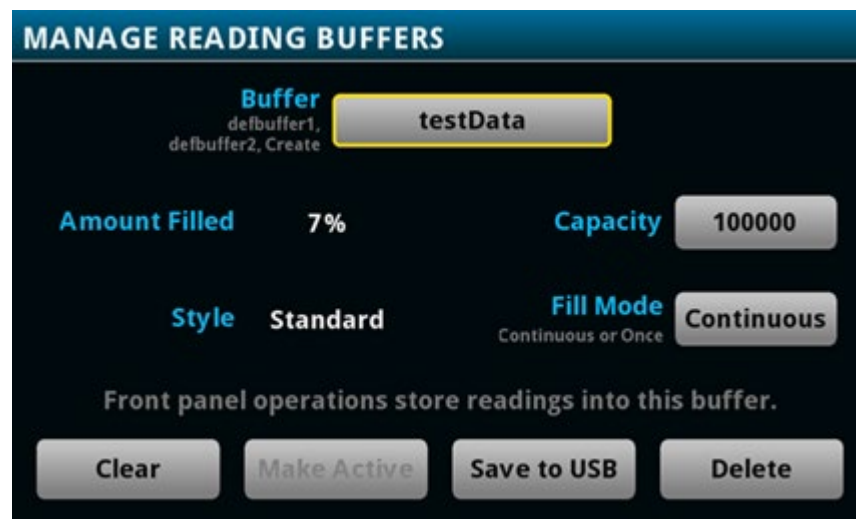 MANAGE READING BUFFERS
Buffer
defbuffer1,
defbuffer2, Create
testData
Amount Filled 7% Capacity 100000
Style Standard Fill Mode
Continuous or Once
Continuous
Front panel operations store readings into this buffer.
Clear Make Active Save to USB Delete